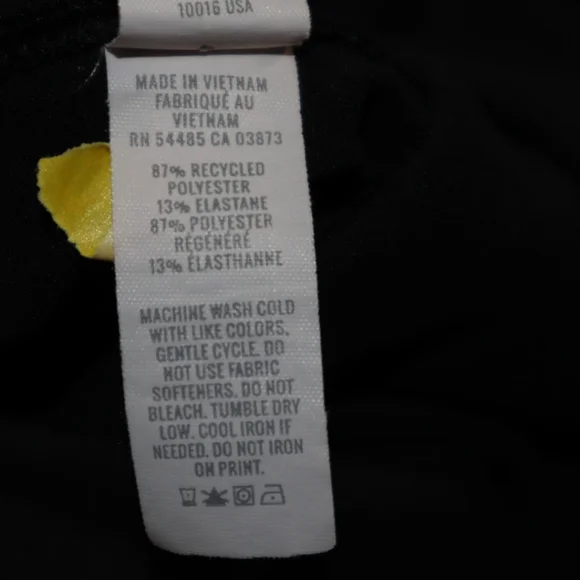 10016 USA
MADE IN VIETNAM
FABRIQUÉ AU
VIETNAM
RN 54485 CA 03873
87% RECYCLED
POLYESTER
13% ELASTANE
87% POLYESTER
RÉGÉNÉRÉ
13% ÉLASTHANNE
MACHINE WASH COLD
WITH LIKE COLORS,
GENTLE CYCLE. DO
NOT USE FABRIC
SOFTENERS. DO NOT
BLEACH. TUMBLE DRY
LOW. COOL IRON IF
NEEDED. DO NOT IRON
ON PRINT.